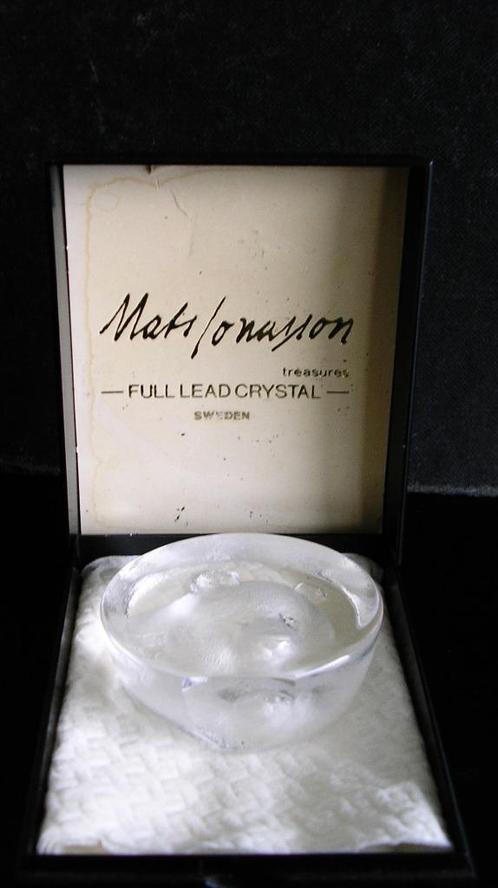 Mats Jonasson
treasures
— FULL LEAD CRYSTAL —
SWEDEN